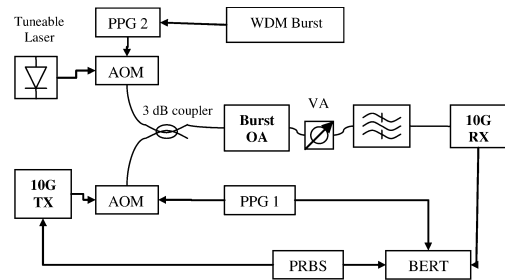 Tuneable
Laser
PPG 2
WDM Burst
AOM
3 dB coupler
VA
Burst
OA
10G
RX
10G
TX
AOM
PPG 1
PRBS
BERT